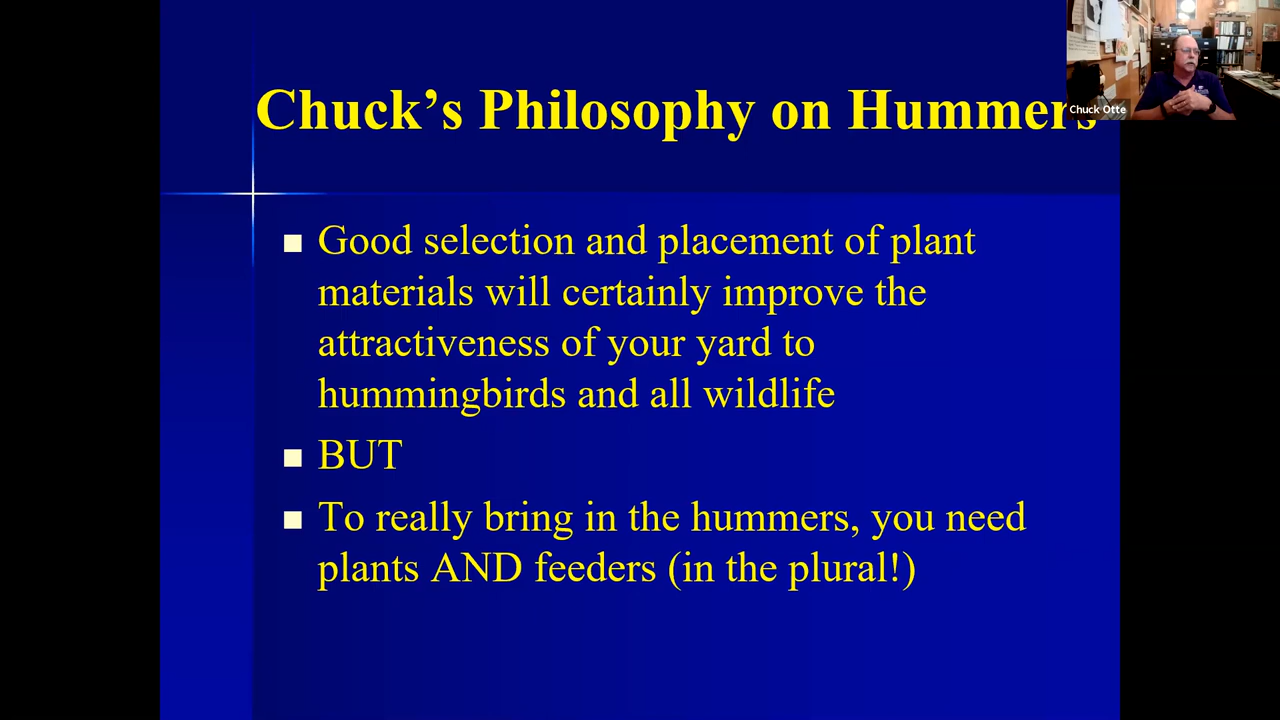 Chuck’s Philosophy on Hummers
Chuck Otte
Good selection and placement of plant
materials will certainly improve the
attractiveness of your yard to
hummingbirds and all wildlife
BUT
To really bring in the hummers, you need
plants AND feeders (in the plural!)